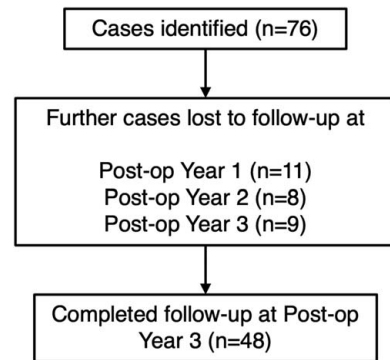 Cases identified (n=76)
Further cases lost to follow-up at
Post-op Year 1 (n=11)
Post-op Year 2 (n=8)
Post-op Year 3 (n=9)
Completed follow-up at Post-op
Year 3 (n=48)